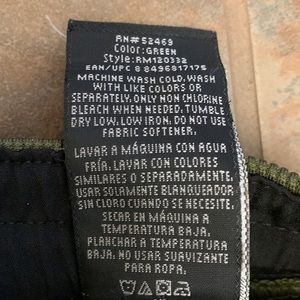 RN# 52469
Color: GREEN
Style: RM120332
EAN/UPC 8 8496817175
MACHINE WASH COLD, WASH
WITH LIKE COLORS OR
SEPARATELY, ONLY NON CHLORINE
BLEACH WHEN NEEDED, TUMBLE
DRY LOW, LOW IRON. DO NOT USE
FABRIC SOFTENER.
LAVAR A MÁQUINA CON AGUA
FRÍA. LAVAR CON COLORES
SIMILARES O SEPARADAMENTE.
USAR SOLAMENTE BLANQUEADOR
SIN CLORO CUANDO SE NECESITE.
SECAR EN MÁQUINA A
TEMPERATURA BAJA,
PLANCHAR A TEMPERATURA
BAJA. NO USAR SUAVIZANTE
PARA ROPA.